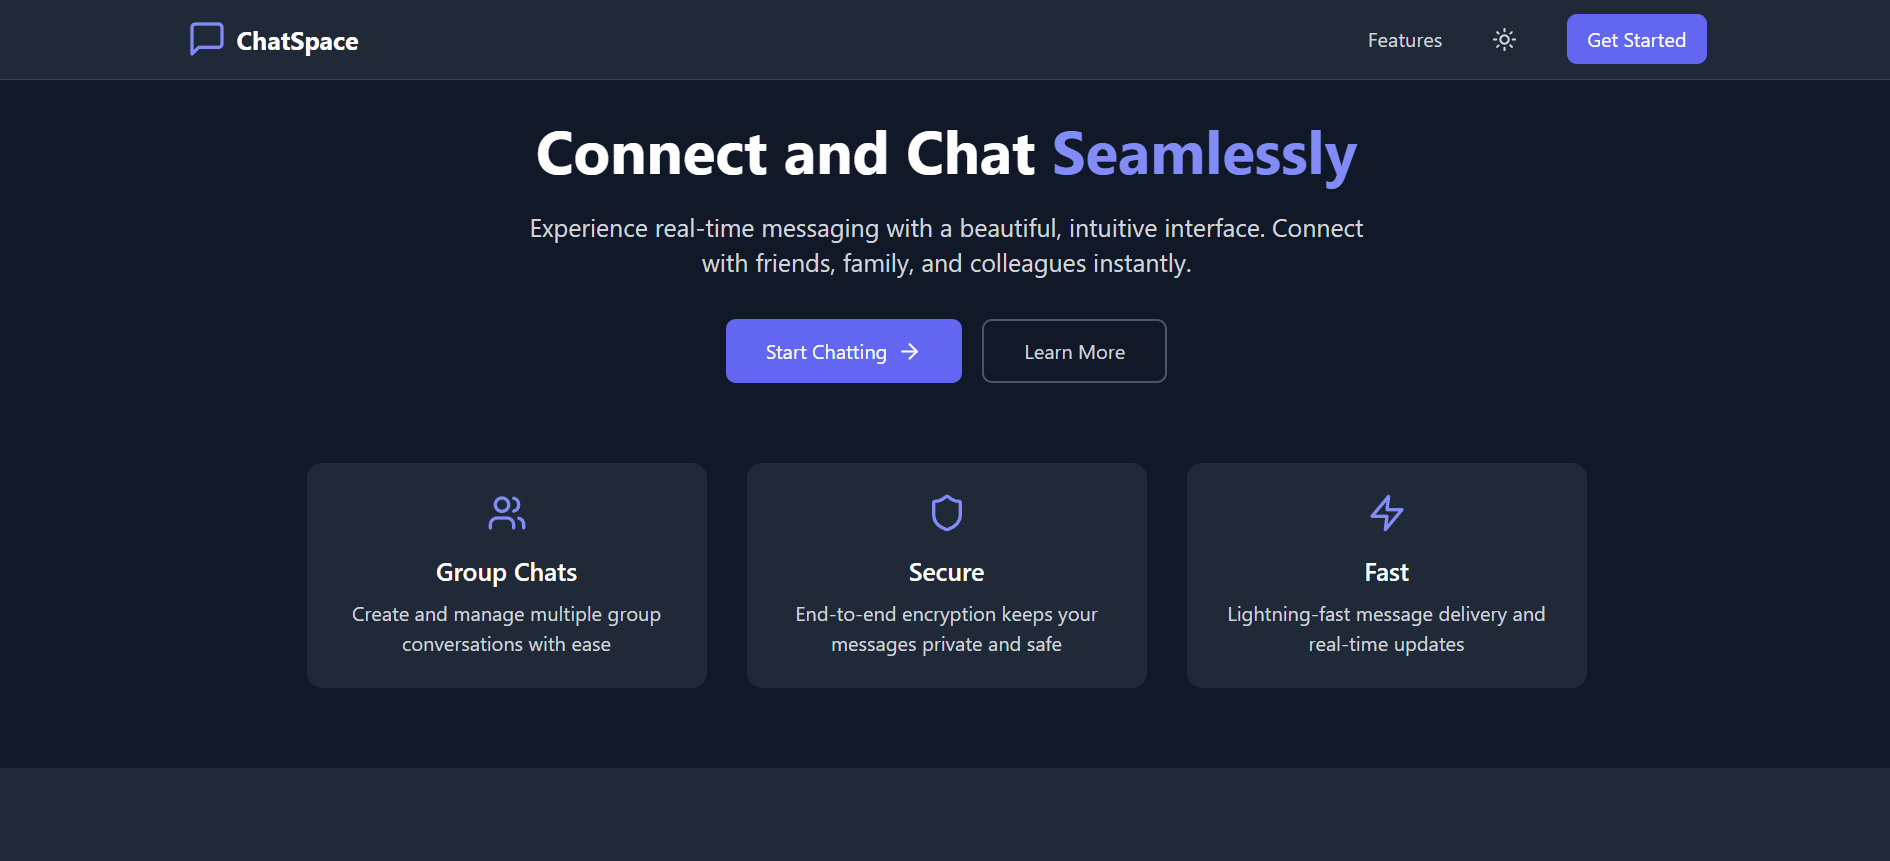 ChatSpace
Features
Get Started
Connect and Chat Seamlessly
Experience real-time messaging with a beautiful, intuitive interface. Connect
with friends, family, and colleagues instantly.
Start Chatting
Learn More
Group Chats
Create and manage multiple group
conversations with ease
Secure
End-to-end encryption keeps your
messages private and safe
Fast
Lightning-fast message delivery and
real-time updates